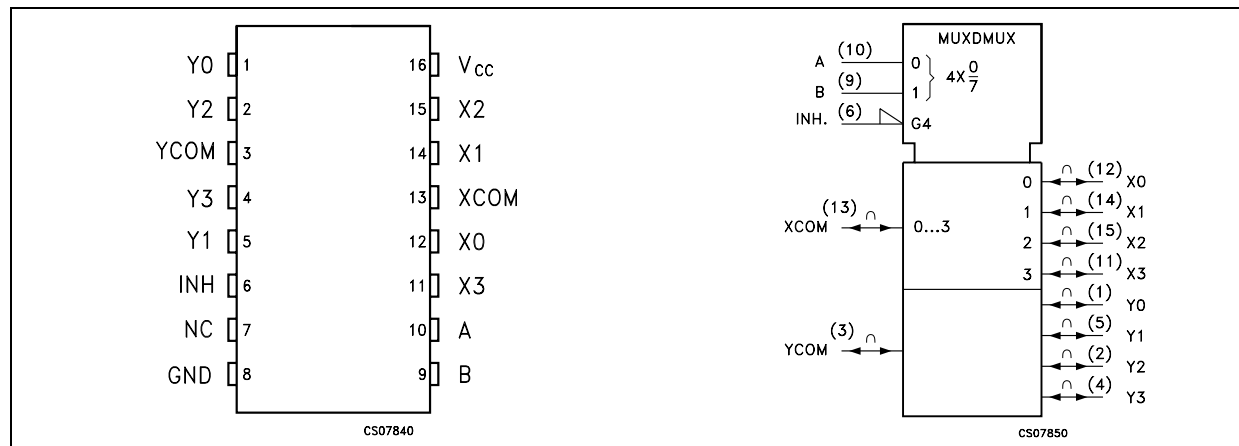 Y0 1 16 VCC
Y2 2 15 X2
YCOM 3 14 X1
Y3 4 13 XCOM
Y1 5 12 X0
INH 6 11 X3
NC 7 10 A
GND 8 9 B
CS07840
MUXDMUX
A (10) 0
4X 0/7
B (9) 1
INH. (6) G4
0 ∩ (12) X0
1 ∩ (14) X1
XCOM (13) ∩ 0...3
2 ∩ (15) X2
3 ∩ (11) X3
∩ (1) Y0
∩ (5) Y1
YCOM (3) ∩
∩ (2) Y2
∩ (4) Y3
CS07850